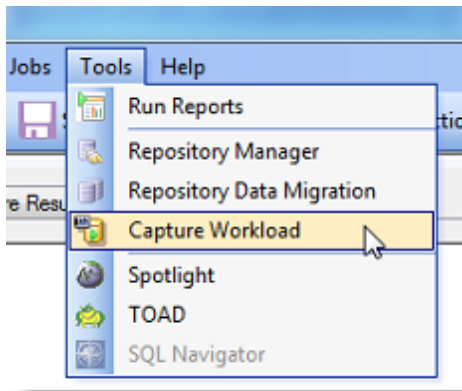 Jobs Tools Help
Run Reports
Repository Manager
Repository Data Migration
Capture Workload
Spotlight
TOAD
SQL Navigator